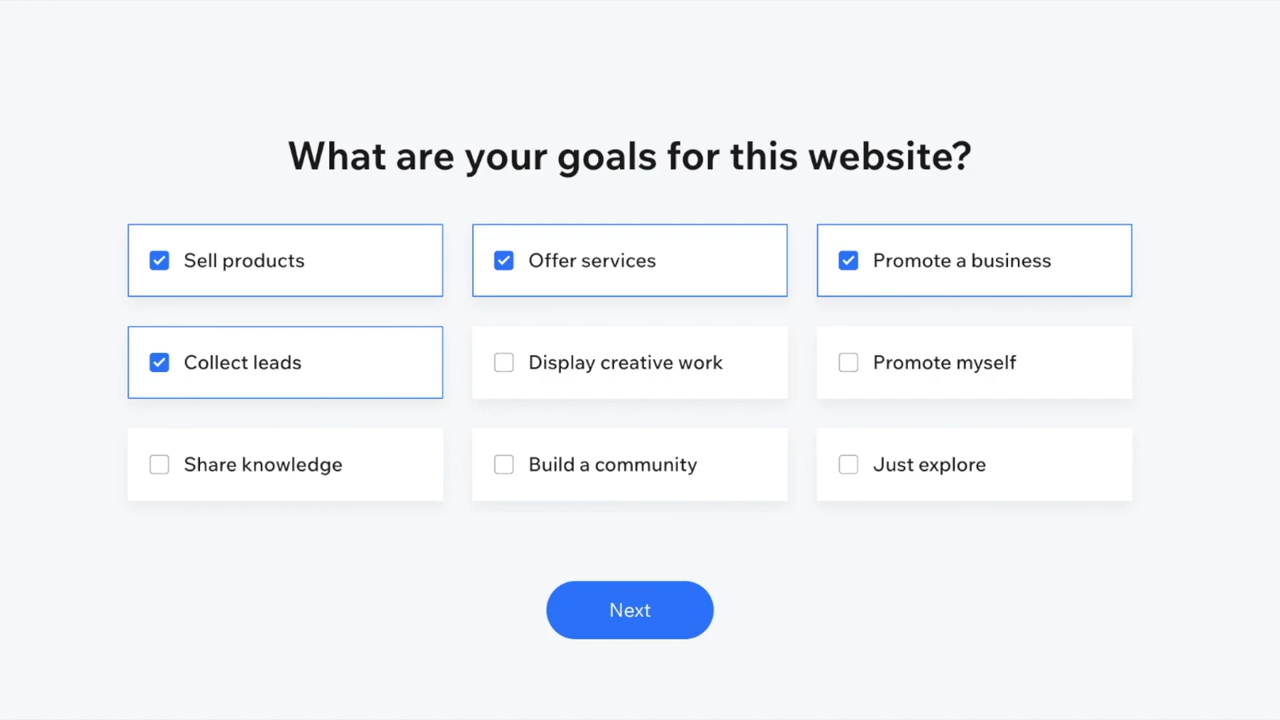 What are your goals for this website?
Sell products
Offer services
Promote a business
Collect leads
Display creative work
Promote myself
Share knowledge
Build a community
Just explore
Next